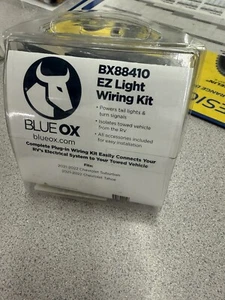 BX88410
EZ Light
Wiring Kit
• Powers tail lights &
turn signals
• Isolates towed vehicle
from the RV
• All accessories included
for easy installation
BLUE OX
blueox.com
Complete Plug-in Wiring Kit Easily Connects Your
RV's Electrical System to Your Towed Vehicle
Fits:
Chevrolet Suburban
Chevrolet Tahoe